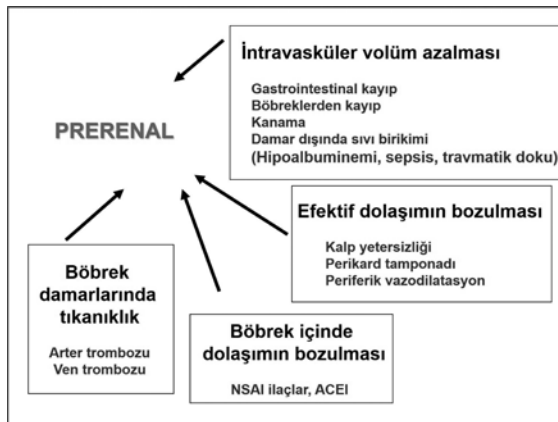 İntravasküler volüm azalması
Gastrointestinal kayıp
Böbreklerden kayıp
Kanama
Damar dışında sıvı birikimi
(Hipoalbuminemi, sepsis, travmatik doku)
PRERENAL
Efektif dolaşımın bozulması
Kalp yetersizliği
Perikard tamponadı
Periferik vazodilatasyon
Böbrek
damarlarında
tıkanıklık
Arter trombozu
Ven trombozu
Böbrek içinde
dolaşımın bozulması
NSAI ilaçlar, ACEI